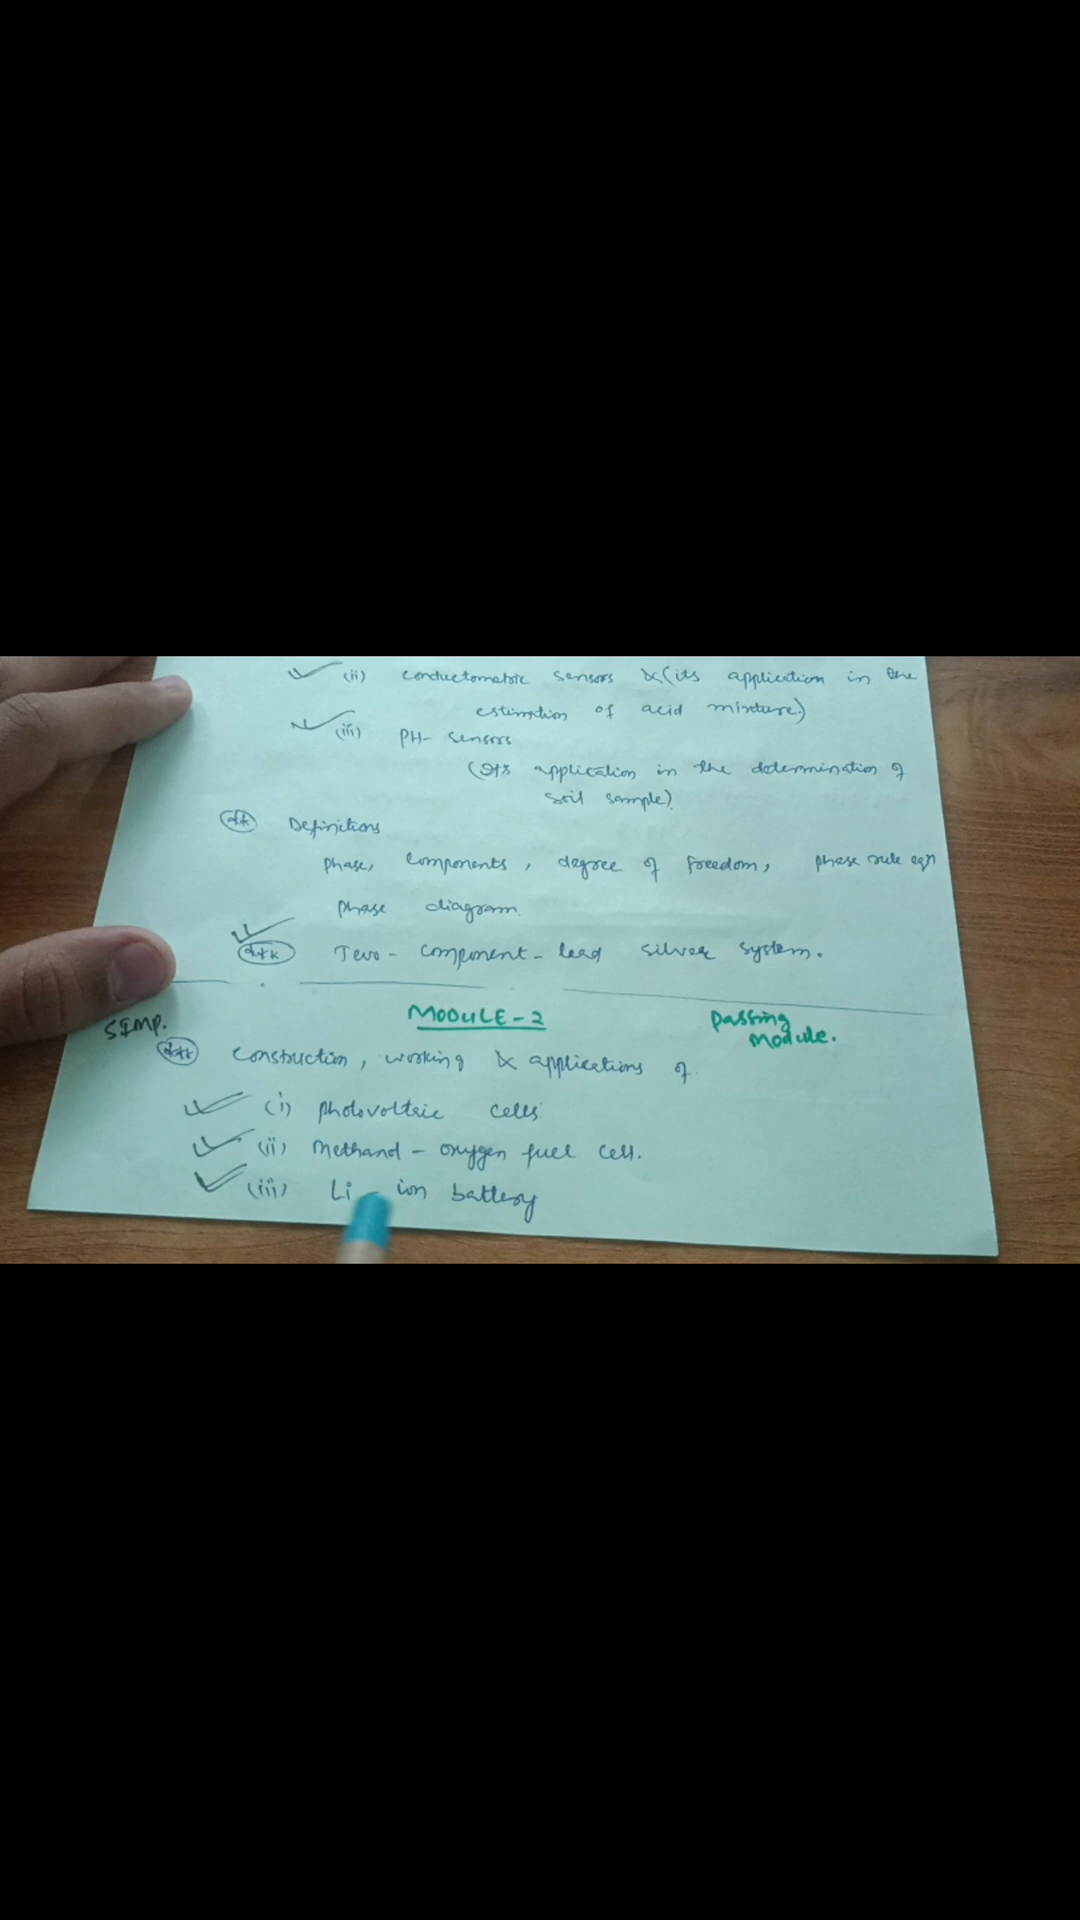 (ii) conductometric sensors & (its application in the
estimation of acid mixture.)
(iii) PH- sensors
(Its application in the determination of
soil sample)
** Definitions
phase, components, degree of freedom, phase rule eqn
phase diagram.
*** Two-component-lead silver system.
MODULE-2 passing
SIMP. module.
*** construction, working & applications of
(i) photovoltaic cells
(ii) methanol - oxygen fuel cell.
(iii) Li - ion battery